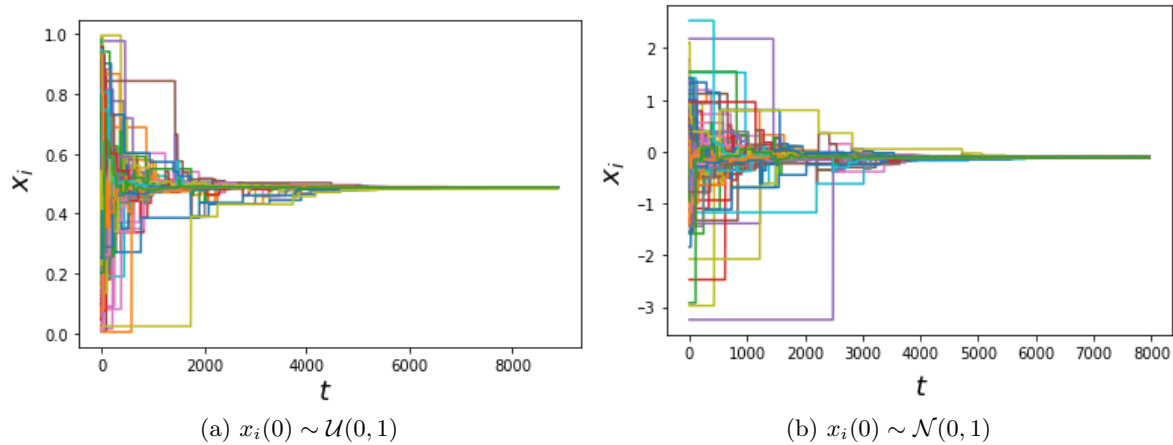 1.0
0.8
0.6
0.4
0.2
0.0
x_i
0 2000 4000 6000 8000
t
(a) x_i(0) ∼ 𝒰(0, 1)
2
1
0
−1
−2
−3
x_i
0 1000 2000 3000 4000 5000 6000 7000 8000
t
(b) x_i(0) ∼ 𝒩(0, 1)